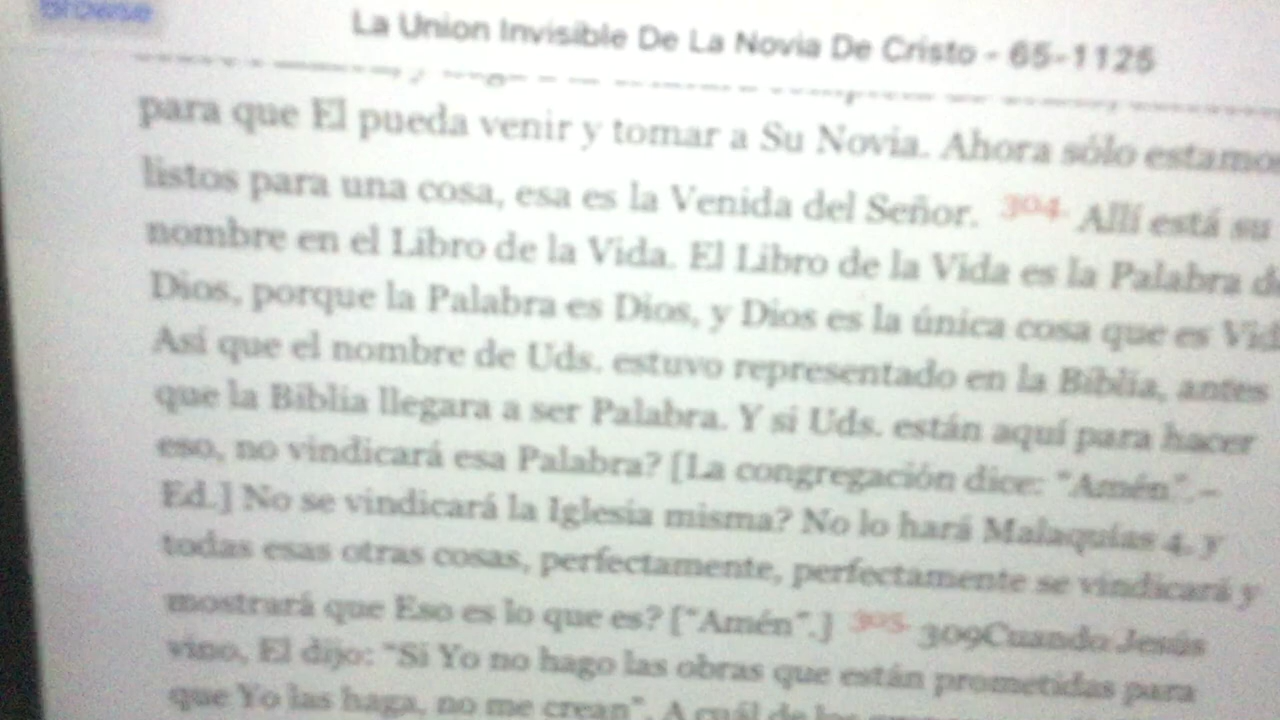 Browse
La Union Invisible De La Novia De Cristo - 65-1125
para que El pueda venir y tomar a Su Novia. Ahora sólo estamo
listos para una cosa, esa es la Venida del Señor. 304 Allí está su
nombre en el Libro de la Vida. El Libro de la Vida es la Palabra d
Dios, porque la Palabra es Dios, y Dios es la única cosa que es Vid
Así que el nombre de Uds. estuvo representado en la Biblia, antes
que la Biblia llegara a ser Palabra. Y si Uds. están aquí para hacer
eso, no vindicará esa Palabra? [La congregación dice: "Amén". –
Ed.] No se vindicará la Iglesia misma? No lo hará Malaquías 4, y
todas esas otras cosas, perfectamente, perfectamente se vindicará y
mostrará que Eso es lo que es? ["Amén".] 305 309Cuando Jesús
vino, El dijo: "Si Yo no hago las obras que están prometidas para
que Yo las haga, no me crean". A cuál de los